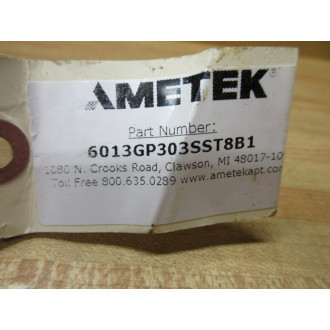 AMETEK
Part Number:
6013GP303SST8B1
1080 N. Crooks Road, Clawson, MI 48017-10
Toll Free 800.635.0289 www.ametekapt.co